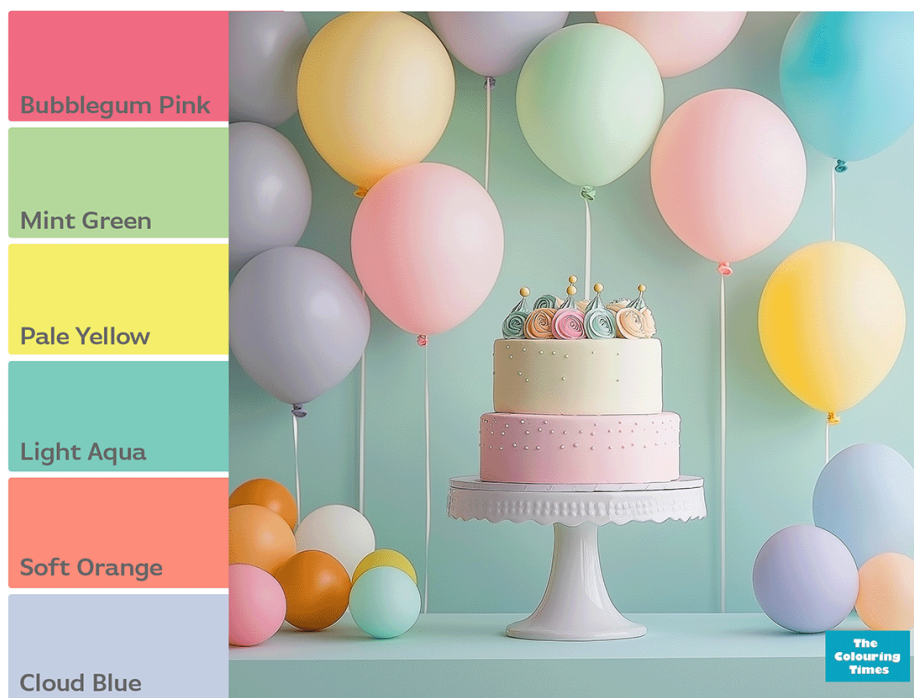 Bubblegum Pink
Mint Green
Pale Yellow
Light Aqua
Soft Orange
Cloud Blue
The
Colouring
Times